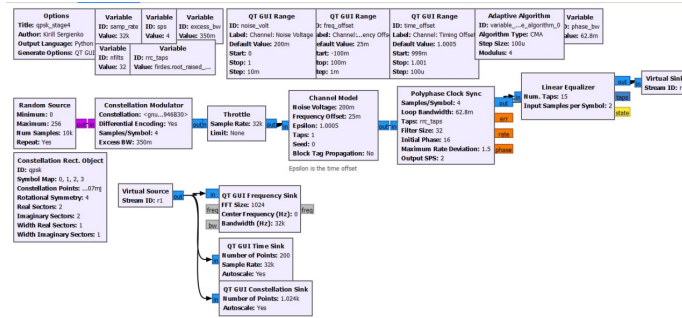 Options
Title: qpsk_stage4
Author: Kirill Sergienko
Output Language: Python
Generate Options: QT GUI
Variable
ID: samp_rate
Value: 32k
Variable
ID: sps
Value: 4
Variable
ID: excess_bw
Value: 350m
Variable
ID: nfilts
Value: 32
Variable
ID: rrc_taps
Value: firdes.root_raised_...
QT GUI Range
ID: noise_volt
Label: Channel: Noise Voltage
Default Value: 200m
Start: 0
Stop: 1
Step: 10m
QT GUI Range
ID: freq_offset
Label: Channel:...ency Offset
Default Value: 25m
Start: -100m
Stop: 100m
Step: 1m
QT GUI Range
ID: time_offset
Label: Channel: Timing Offset
Default Value: 1.0005
Start: 999m
Stop: 1.001
Step: 100u
Adaptive Algorithm
ID: variable_...e_algorithm_0
Algorithm Type: CMA
Step Size: 100u
Modulus: 4
Variable
ID: phase_bw
Value: 62.8m
Random Source
Minimum: 0
Maximum: 256
Num Samples: 10k
Repeat: Yes
out
in
Constellation Modulator
Constellation: <gnu...946830>
Differential Encoding: Yes
Samples/Symbol: 4
Excess BW: 350m
out
in
Throttle
Sample Rate: 32k
Limit: None
out
in
Channel Model
Noise Voltage: 200m
Frequency Offset: 25m
Epsilon: 1.0005
Taps: 1
Seed: 0
Block Tag Propagation: No
out
Epsilon is the time offset
in
Polyphase Clock Sync
Samples/Symbol: 4
Loop Bandwidth: 62.8m
Taps: rrc_taps
Filter Size: 32
Initial Phase: 16
Maximum Rate Deviation: 1.5
Output SPS: 2
out
err
rate
phase
in
Linear Equalizer
Num. Taps: 15
Input Samples per Symbol: 2
out
taps
state
in
Virtual Sink
Stream ID: r
Constellation Rect. Object
ID: qpsk
Symbol Map: 0, 1, 2, 3
Constellation Points: ...07mj
Rotational Symmetry: 4
Real Sectors: 2
Imaginary Sectors: 2
Width Real Sectors: 1
Width Imaginary Sectors: 1
Virtual Source
Stream ID: r1
out
in
freq
bw
QT GUI Frequency Sink
FFT Size: 1024
Center Frequency (Hz): 0
Bandwidth (Hz): 32k
freq
in
QT GUI Time Sink
Number of Points: 200
Sample Rate: 32k
Autoscale: Yes
in
QT GUI Constellation Sink
Number of Points: 1.024k
Autoscale: Yes